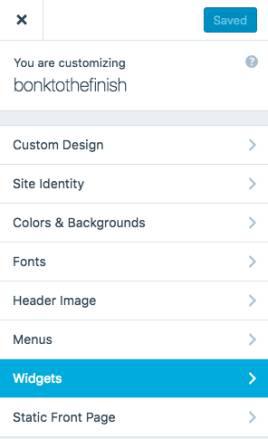 Saved
You are customizing
bonktothefinish
Custom Design
Site Identity
Colors & Backgrounds
Fonts
Header Image
Menus
Widgets
Static Front Page